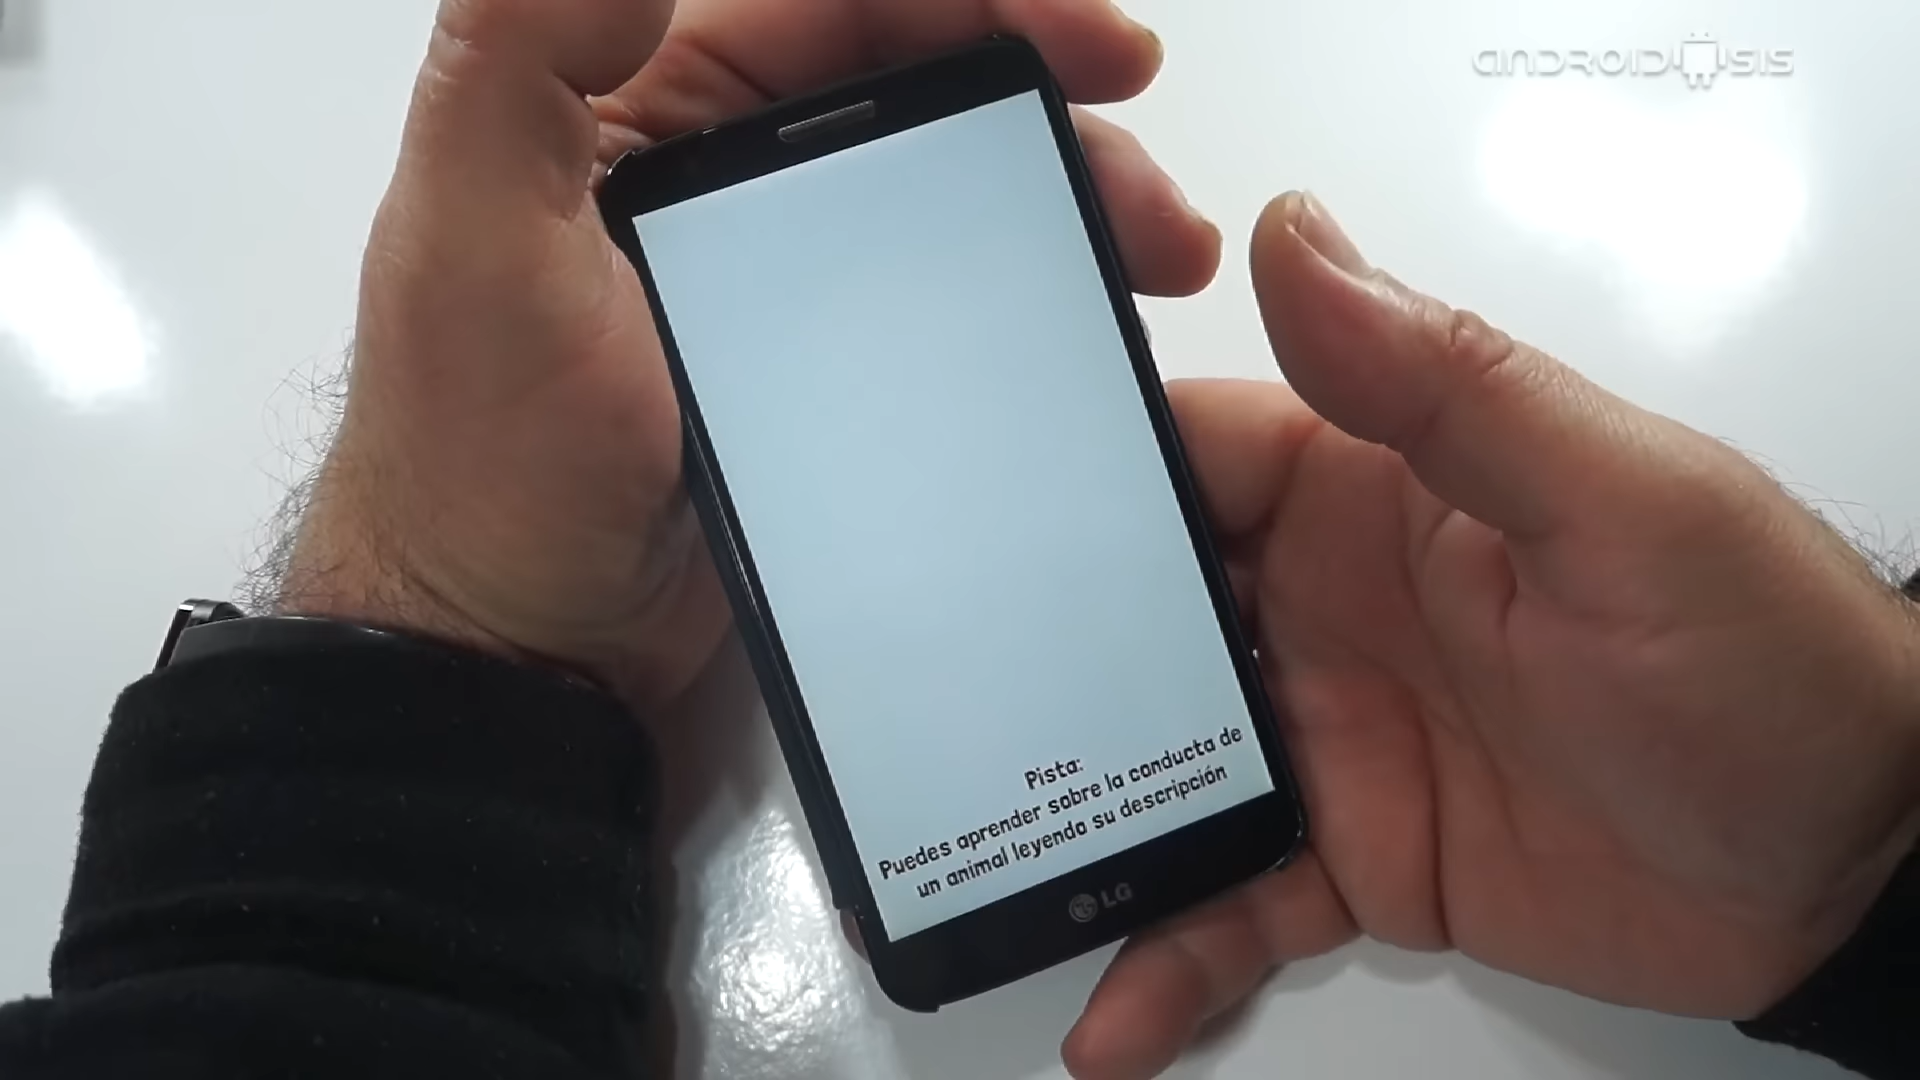 ANDROIDSIS
Pista:
Puedes aprender sobre la conducta de
un animal leyendo su descripción
LG